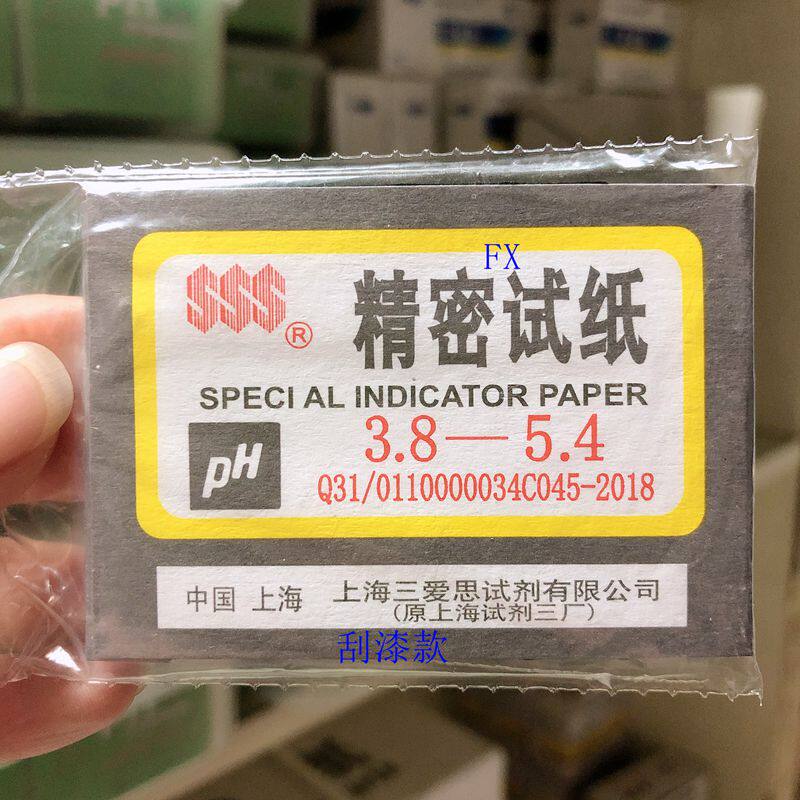 PH
FX
SSS®
精密试纸
SPECI AL INDICATOR PAPER
pH
3.8—5.4
Q31/0110000034C045-2018
中国 上海
上海三爱思试剂有限公司
(原上海试剂三厂)
刮漆款